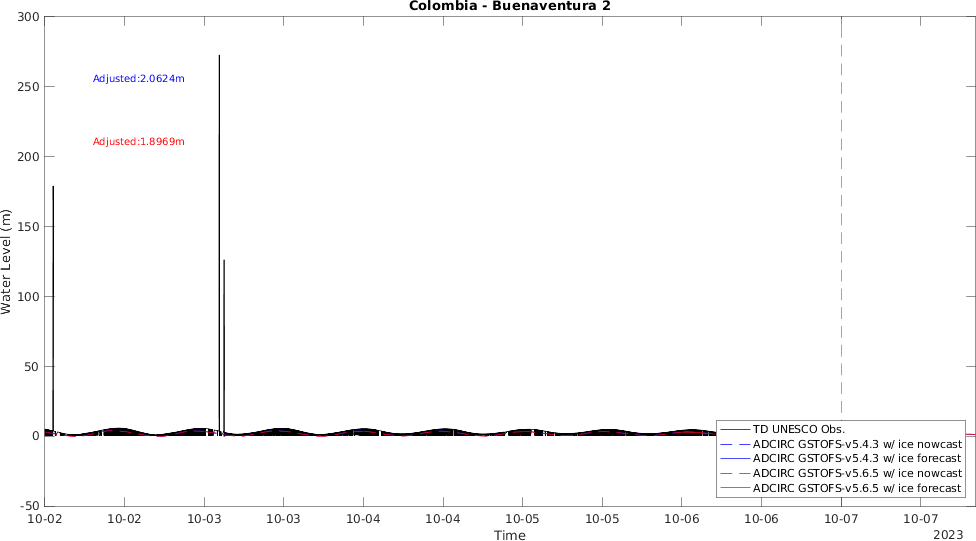 Colombia - Buenaventura 2
300
250
200
150
100
50
0
-50
Water Level (m)
Adjusted:2.0624m
Adjusted:1.8969m
TD UNESCO Obs.
ADCIRC GSTOFS-v5.4.3 w/ ice nowcast
ADCIRC GSTOFS-v5.4.3 w/ ice forecast
ADCIRC GSTOFS-v5.6.5 w/ ice nowcast
ADCIRC GSTOFS-v5.6.5 w/ ice forecast
10-02 10-02 10-03 10-03 10-04 10-04 10-05 10-05 10-06 10-06 10-07 10-07
Time
2023